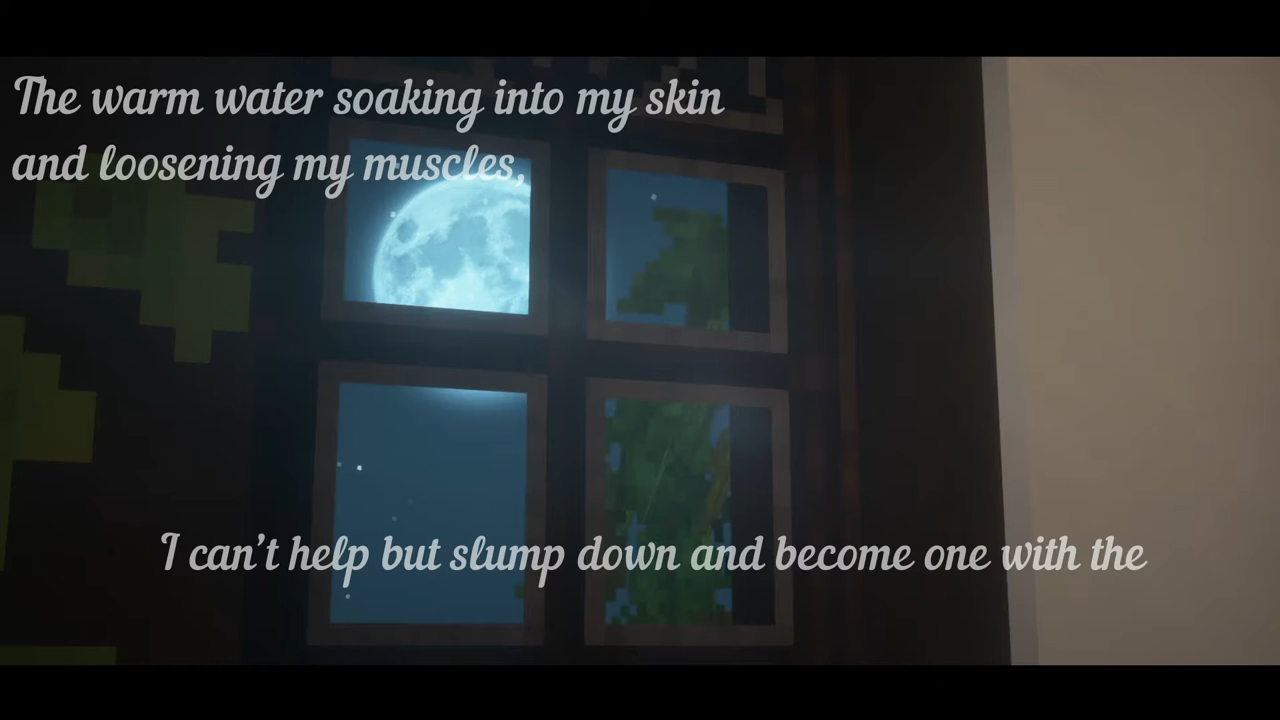 The warm water soaking into my skin
and loosening my muscles,
I can't help but slump down and become one with the